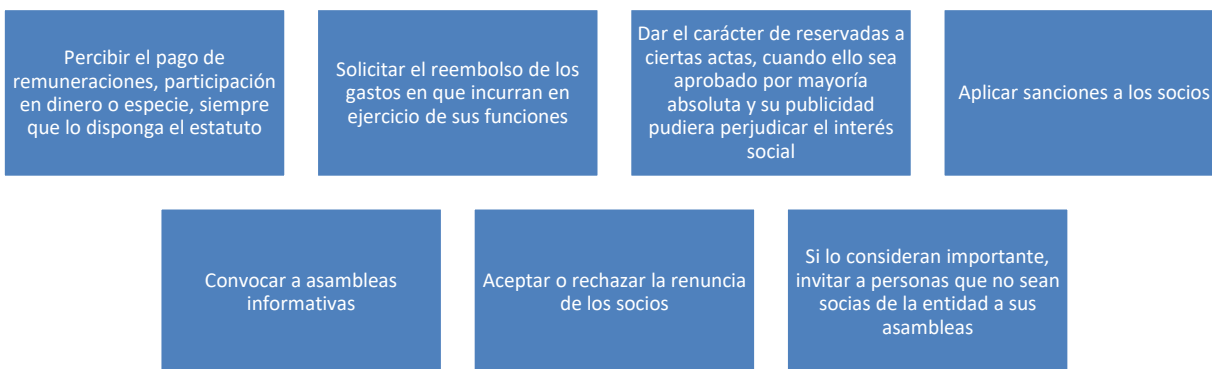 Percibir el pago de
remuneraciones, participación
en dinero o especie, siempre
que lo disponga el estatuto
Solicitar el reembolso de los
gastos en que incurran en
ejercicio de sus funciones
Dar el carácter de reservadas a
ciertas actas, cuando ello sea
aprobado por mayoría
absoluta y su publicidad
pudiera perjudicar el interés
social
Aplicar sanciones a los socios
Convocar a asambleas
informativas
Aceptar o rechazar la renuncia
de los socios
Si lo consideran importante,
invitar a personas que no sean
socias de la entidad a sus
asambleas